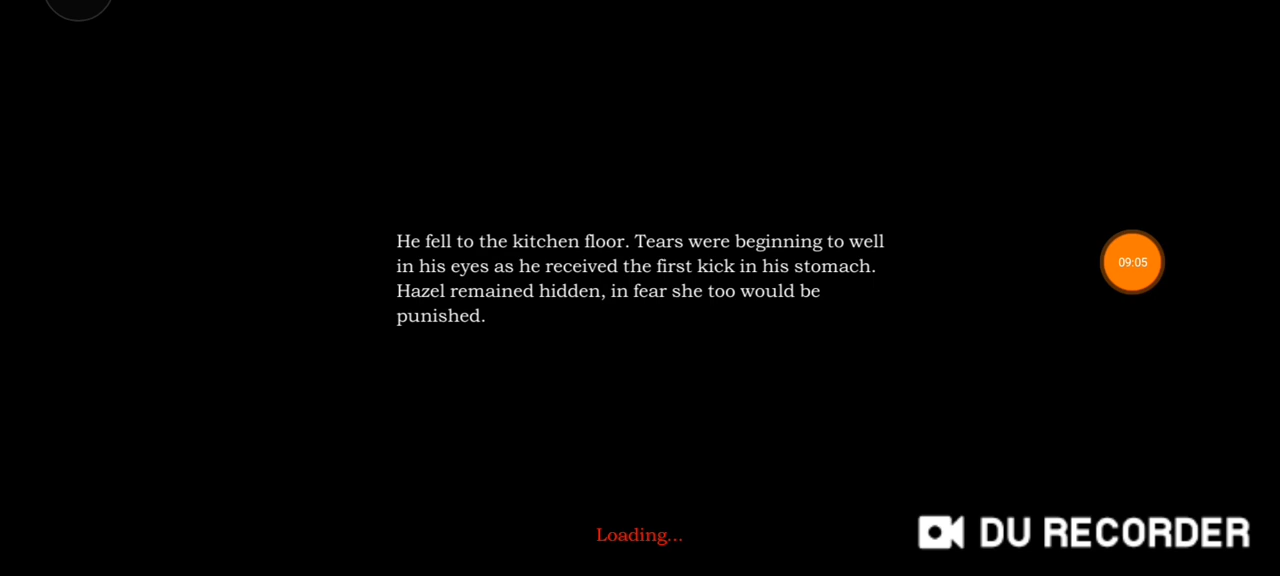 He fell to the kitchen floor. Tears were beginning to well
in his eyes as he received the first kick in his stomach.
Hazel remained hidden, in fear she too would be
punished.
09:05
Loading...
DU RECORDER